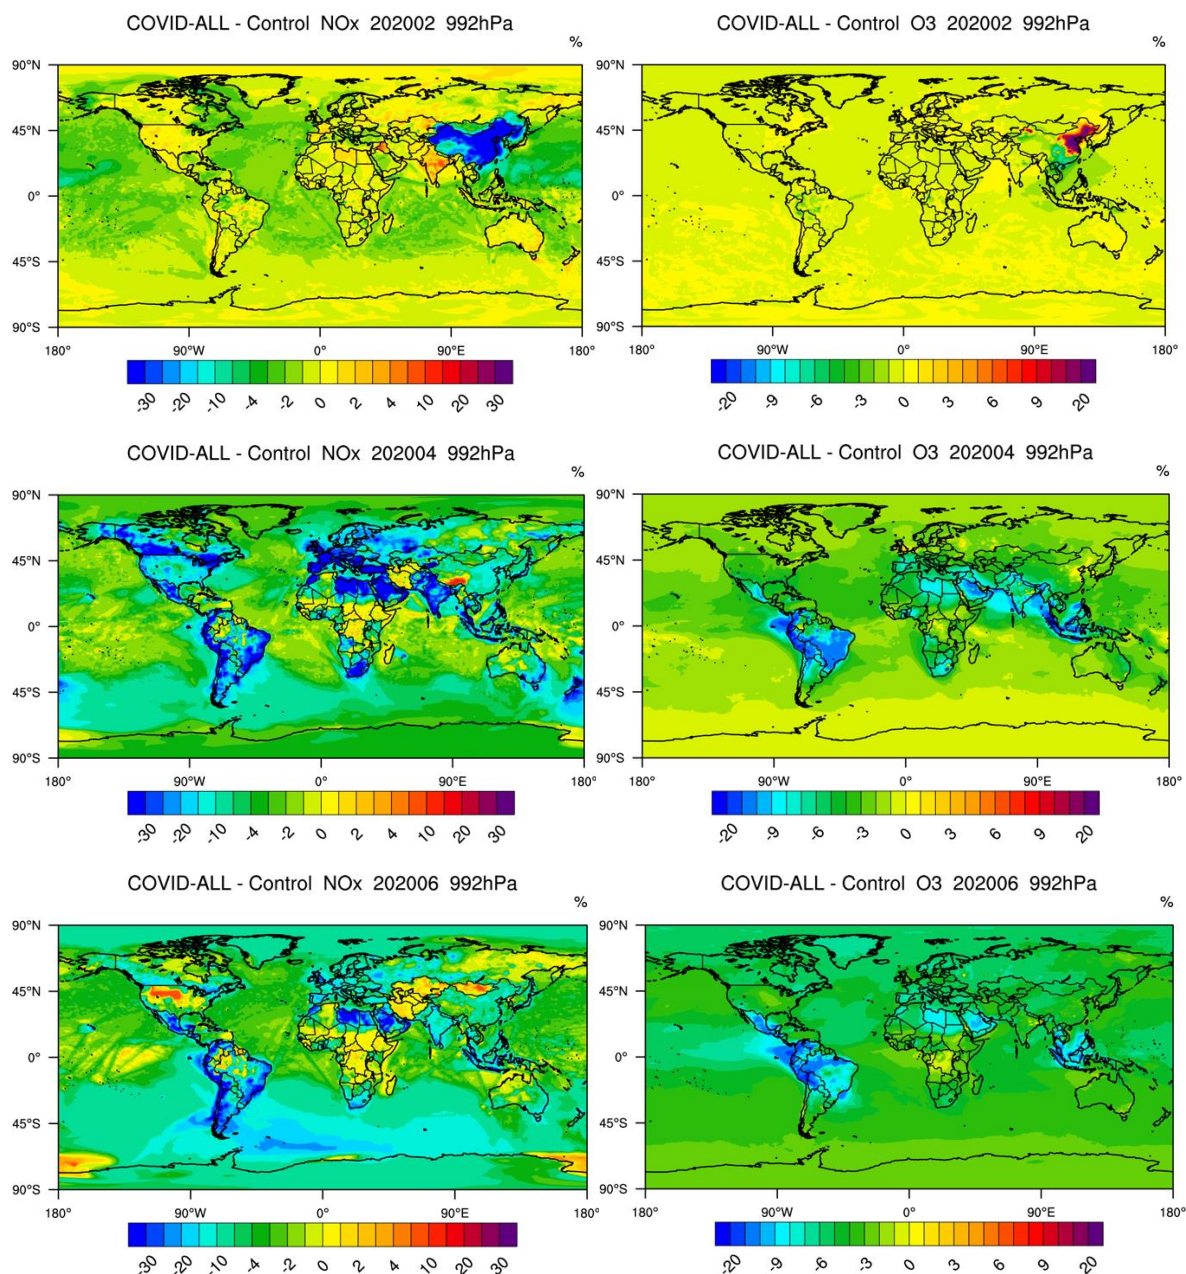 COVID-ALL - Control NOx 202002 992hPa
%
90°N
45°N
0°
45°S
90°S
180° 90°W 0° 90°E 180°
-30 -20 -10 -4 -2 0 2 4 10 20 30
COVID-ALL - Control O3 202002 992hPa
%
90°N
45°N
0°
45°S
90°S
180° 90°W 0° 90°E 180°
-20 -9 -6 -3 0 3 6 9 20
COVID-ALL - Control NOx 202004 992hPa
%
90°N
45°N
0°
45°S
90°S
180° 90°W 0° 90°E 180°
-30 -20 -10 -4 -2 0 2 4 10 20 30
COVID-ALL - Control O3 202004 992hPa
%
90°N
45°N
0°
45°S
90°S
180° 90°W 0° 90°E 180°
-20 -9 -6 -3 0 3 6 9 20
COVID-ALL - Control NOx 202006 992hPa
%
90°N
45°N
0°
45°S
90°S
180° 90°W 0° 90°E 180°
-30 -20 -10 -4 -2 0 2 4 10 20 30
COVID-ALL - Control O3 202006 992hPa
%
90°N
45°N
0°
45°S
90°S
180° 90°W 0° 90°E 180°
-20 -9 -6 -3 0 3 6 9 20